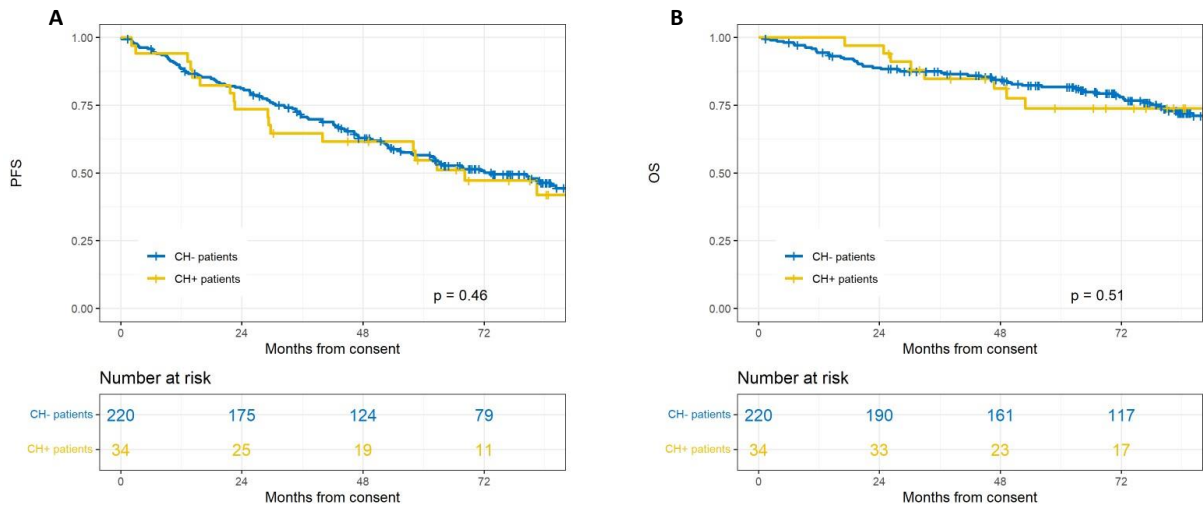 A
1.00
0.75
0.50
0.25
0.00
PFS
CH- patients
CH+ patients
p = 0.46
0 24 48 72
Months from consent
Number at risk
CH- patients 220 175 124 79
CH+ patients 34 25 19 11
0 24 48 72
Months from consent
B
1.00
0.75
0.50
0.25
0.00
OS
CH- patients
CH+ patients
p = 0.51
0 24 48 72
Months from consent
Number at risk
CH- patients 220 190 161 117
CH+ patients 34 33 23 17
0 24 48 72
Months from consent